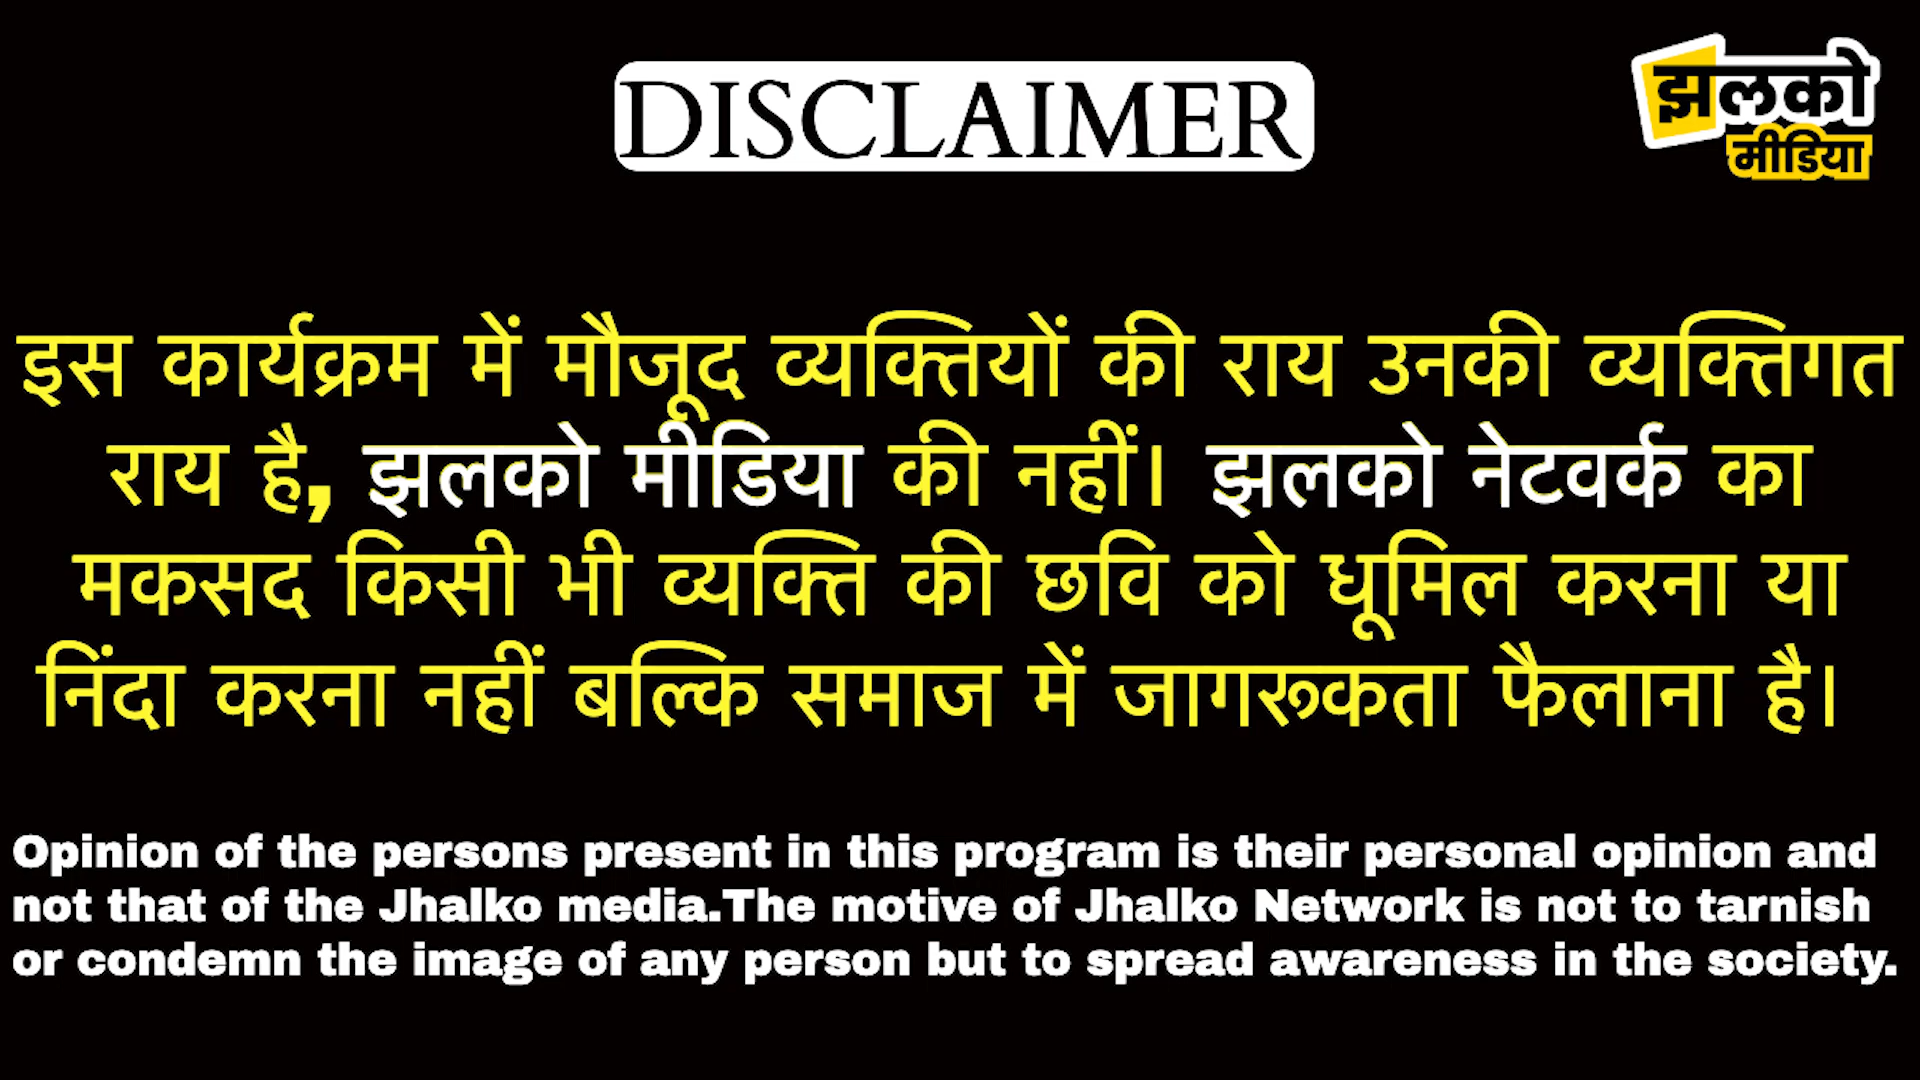 DISCLAIMER
झलको
मीडिया
इस कार्यक्रम में मौजूद व्यक्तियों की राय उनकी व्यक्तिगत
राय है, झलको मीडिया की नहीं। झलको नेटवर्क का
मकसद किसी भी व्यक्ति की छवि को धूमिल करना या
निंदा करना नहीं बल्कि समाज में जागरूकता फैलाना है।
Opinion of the persons present in this program is their personal opinion and
not that of the Jhalko media.The motive of Jhalko Network is not to tarnish
or condemn the image of any person but to spread awareness in the society.